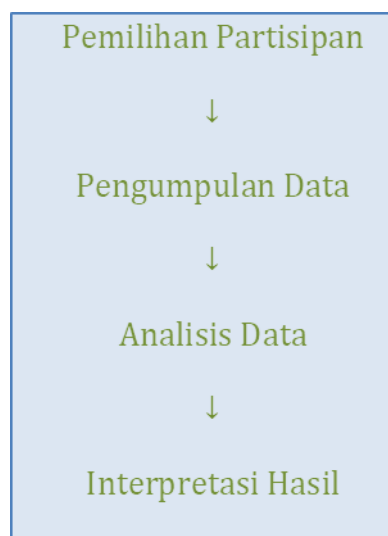 Pemilihan Partisipan
↓
Pengumpulan Data
↓
Analisis Data
↓
Interpretasi Hasil